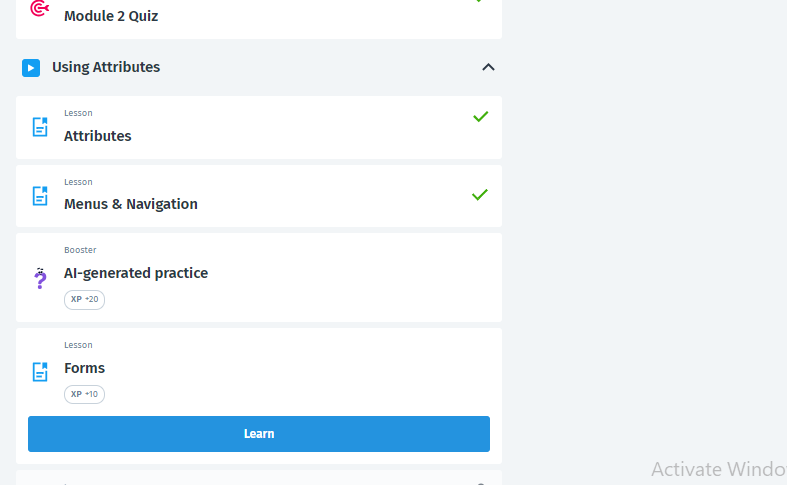 Module 2 Quiz
Using Attributes
Lesson
Attributes
Lesson
Menus & Navigation
Booster
AI-generated practice
XP +20
Lesson
Forms
XP +10
Learn
Activate Windo